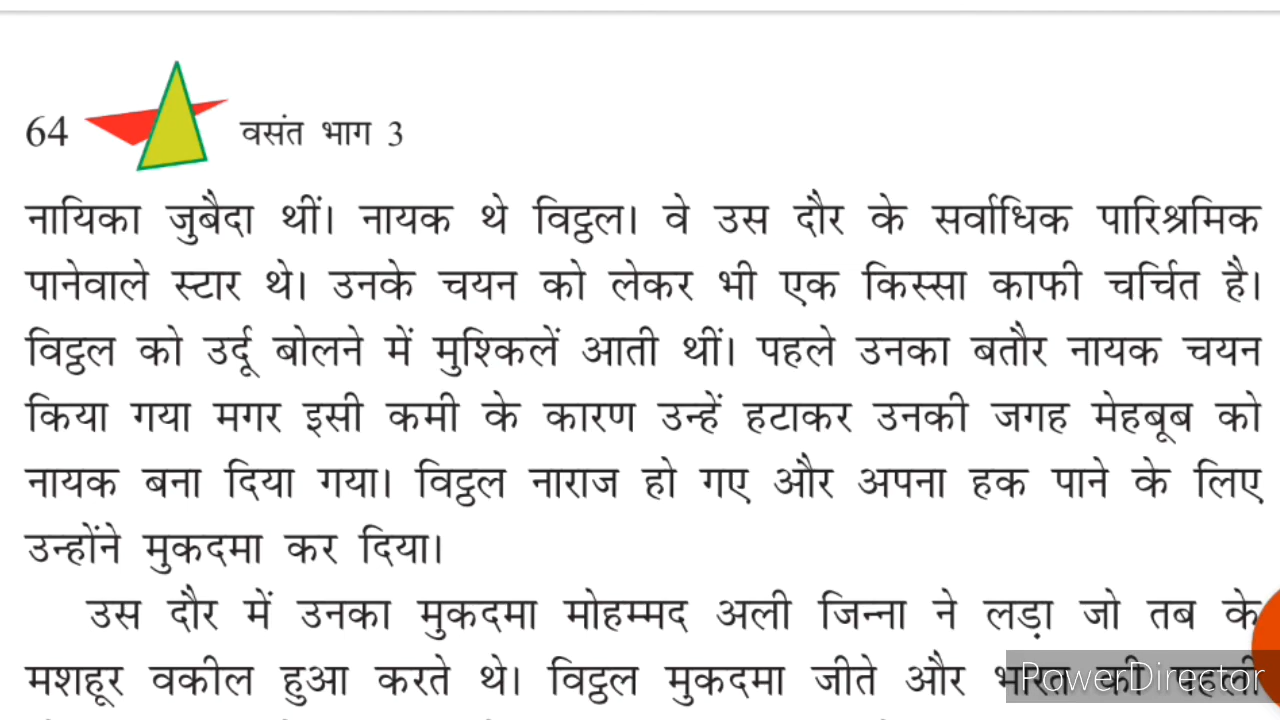 64 वसंत भाग 3
नायिका जुबैदा थीं। नायक थे विट्ठल। वे उस दौर के सर्वाधिक पारिश्रमिक
पानेवाले स्टार थे। उनके चयन को लेकर भी एक किस्सा काफी चर्चित है।
विट्ठल को उर्दू बोलने में मुश्किलें आती थीं। पहले उनका बतौर नायक चयन
किया गया मगर इसी कमी के कारण उन्हें हटाकर उनकी जगह मेहबूब को
नायक बना दिया गया। विट्ठल नाराज हो गए और अपना हक पाने के लिए
उन्होंने मुकदमा कर दिया।
उस दौर में उनका मुकदमा मोहम्मद अली जिन्ना ने लड़ा जो तब के
मशहूर वकील हुआ करते थे। विट्ठल मुकदमा जीते और भारत की पहली
PowerDirector